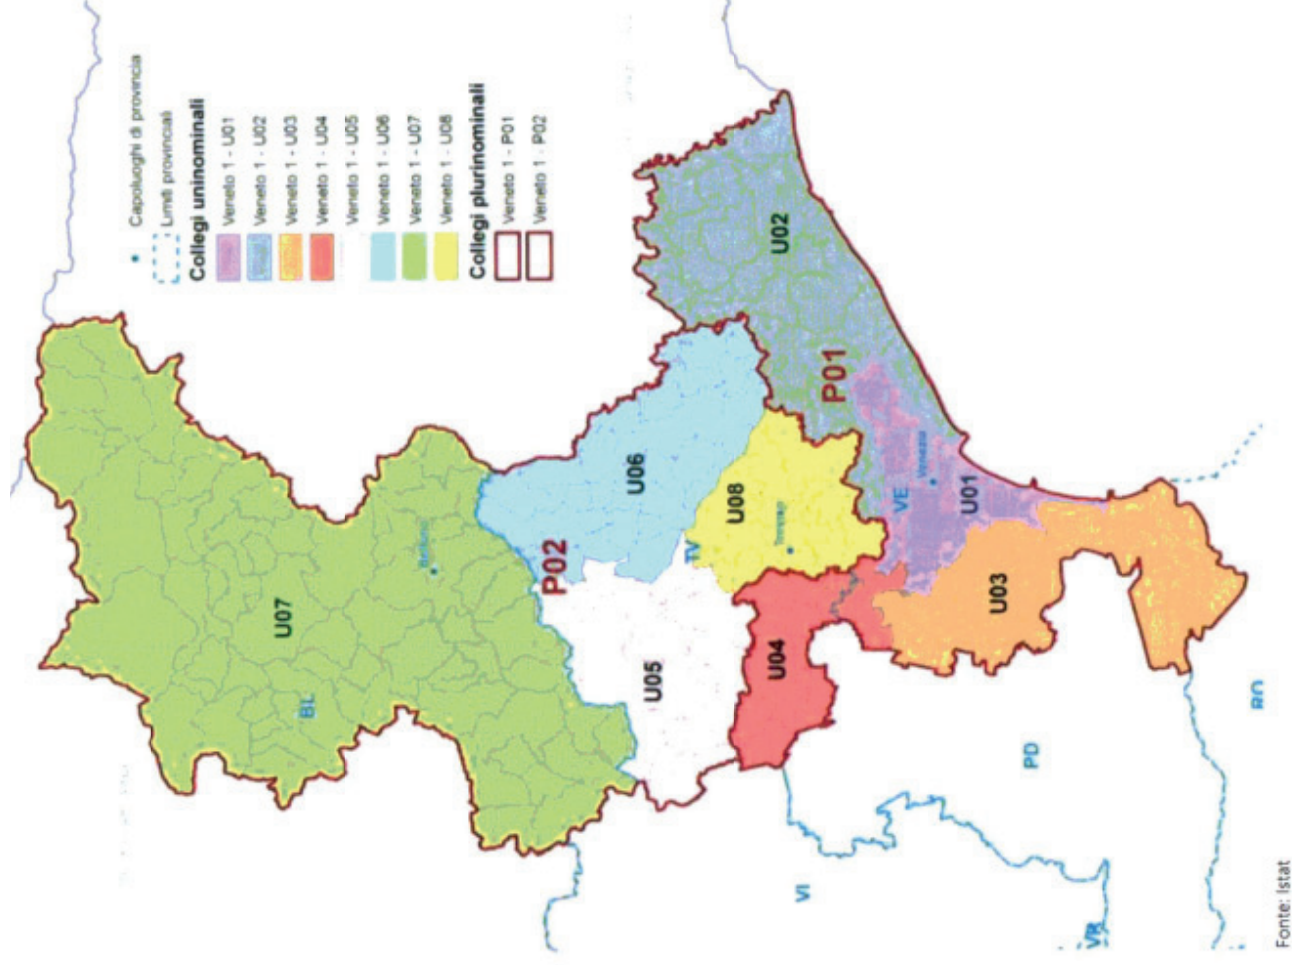 Capoluoghi di provincia
Limiti provinciali
Collegi uninominali
Veneto 1 - U01
Veneto 1 - U02
Veneto 1 - U03
Veneto 1 - U04
Veneto 1 - U05
Veneto 1 - U06
Veneto 1 - U07
Veneto 1 - U08
Collegi plurinominali
Veneto 1 - P01
Veneto 1 - P02
U07
BL
Belluno
P02
U06
U05
TV
U08
Treviso
U04
U02
P01
VE
Venezia
U01
U03
PD
VI
VR
RO
Fonte: Istat